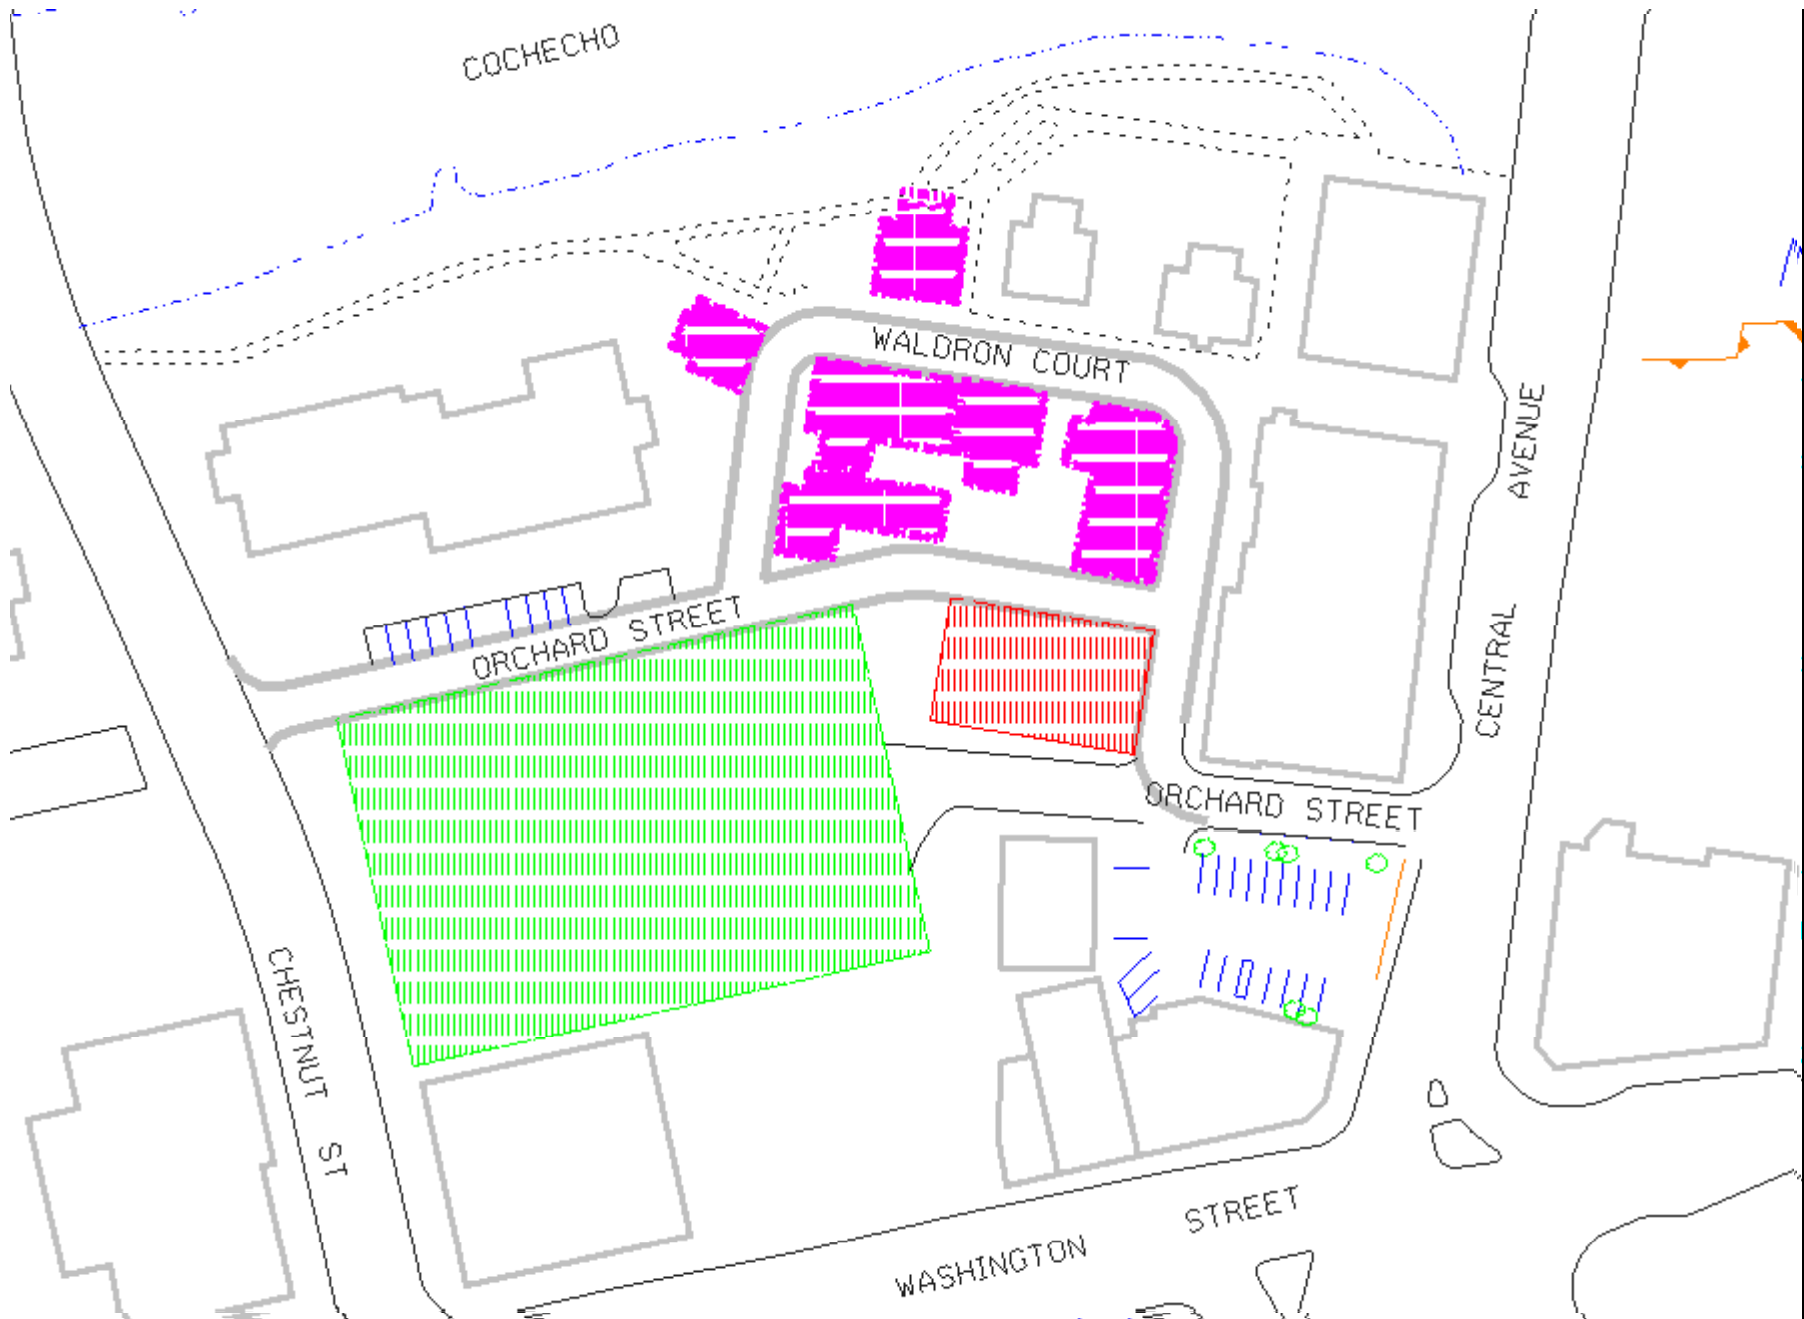 COCHECHO
WALDRON COURT
AVENUE
CENTRAL
ORCHARD STREET
ORCHARD STREET
CHESTNUT ST
WASHINGTON STREET